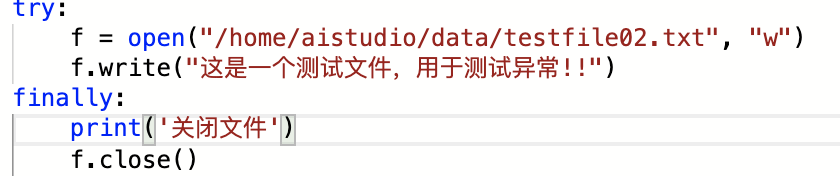 try:
    f = open("/home/aistudio/data/testfile02.txt", "w")
    f.write("这是一个测试文件，用于测试异常!!")
finally:
    print('关闭文件')
    f.close()